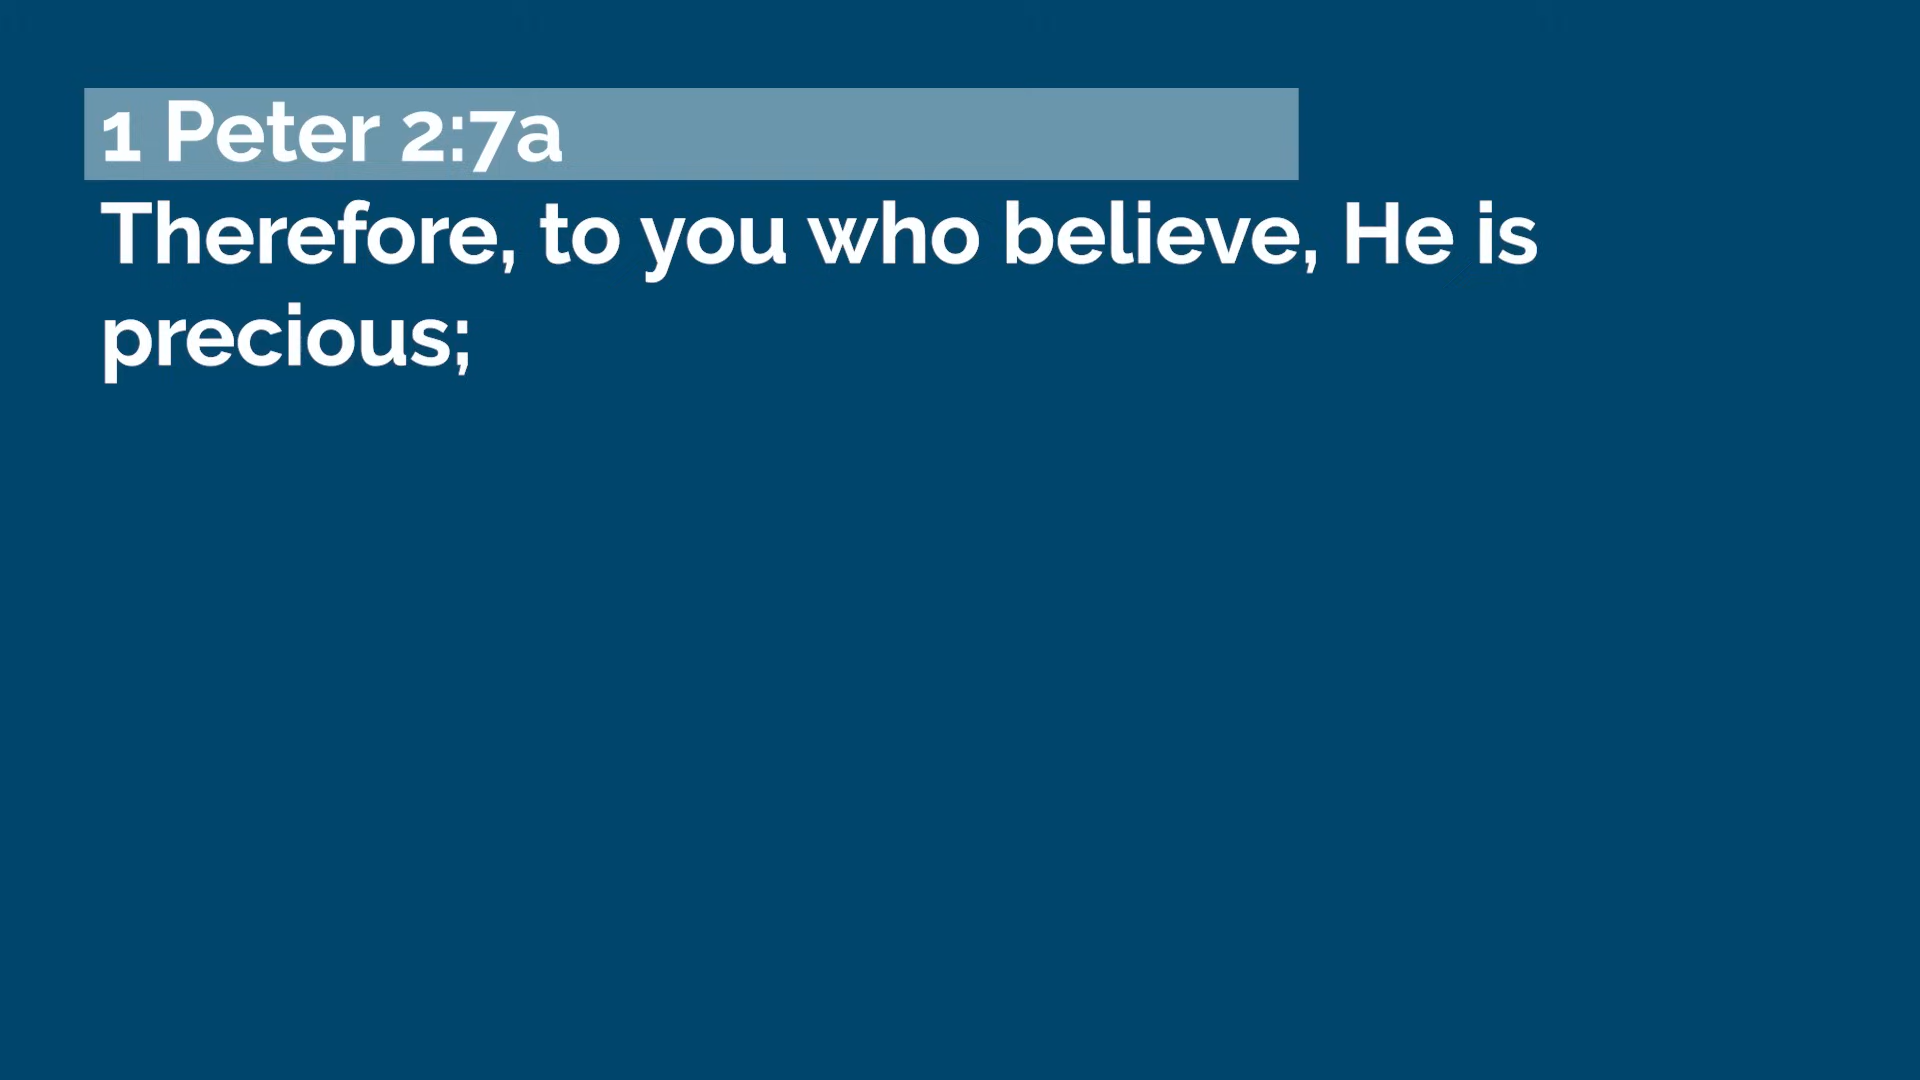 1 Peter 2:7a
Therefore, to you who believe, He is
precious;